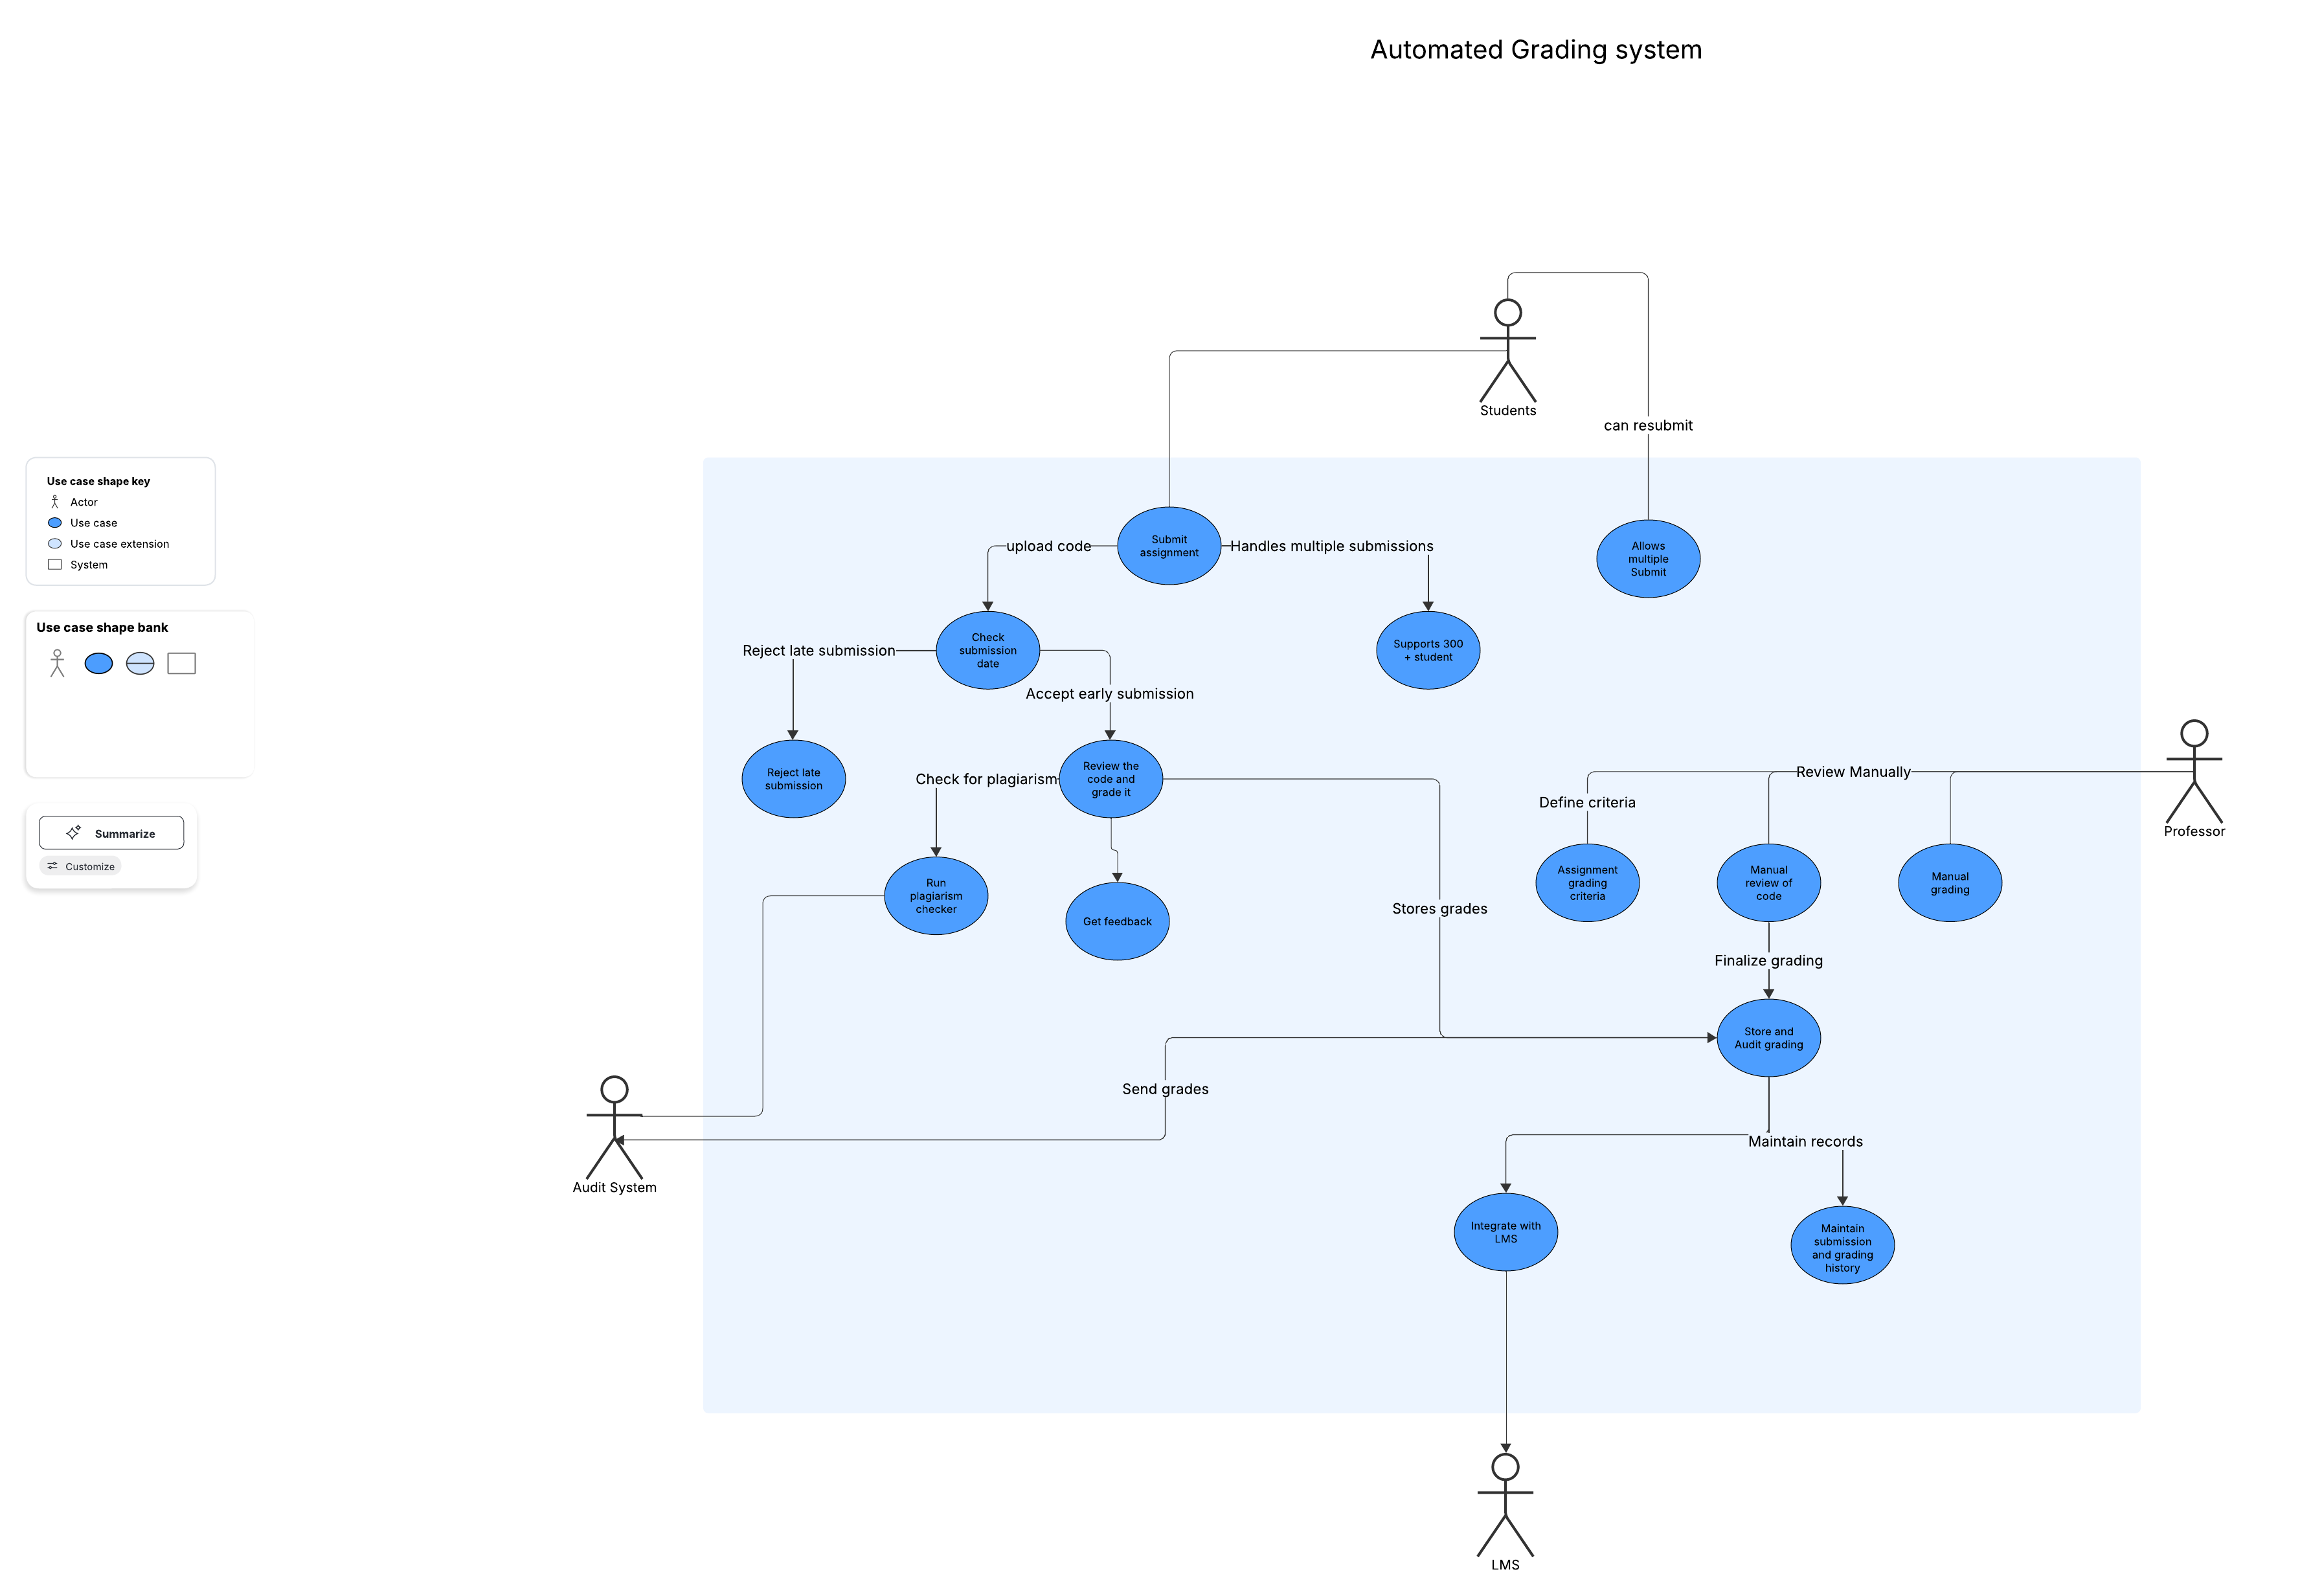 Automated Grading system
Students
can resubmit
Use case shape key
Actor
Use case
Use case extension
System
Use case shape bank
Summarize
Customize
Submit
assignment
upload code
Handles multiple submissions
Allows
multiple
Submit
Check
submission
date
Supports 300
+ student
Reject late submission
Accept early submission
Reject late
submission
Check for plagiarism
Review the
code and
grade it
Review Manually
Define criteria
Professor
Run
plagiarism
checker
Get feedback
Stores grades
Assignment
grading
criteria
Manual
review of
code
Manual
grading
Finalize grading
Store and
Audit grading
Send grades
Audit System
Maintain records
Integrate with
LMS
Maintain
submission
and grading
history
LMS